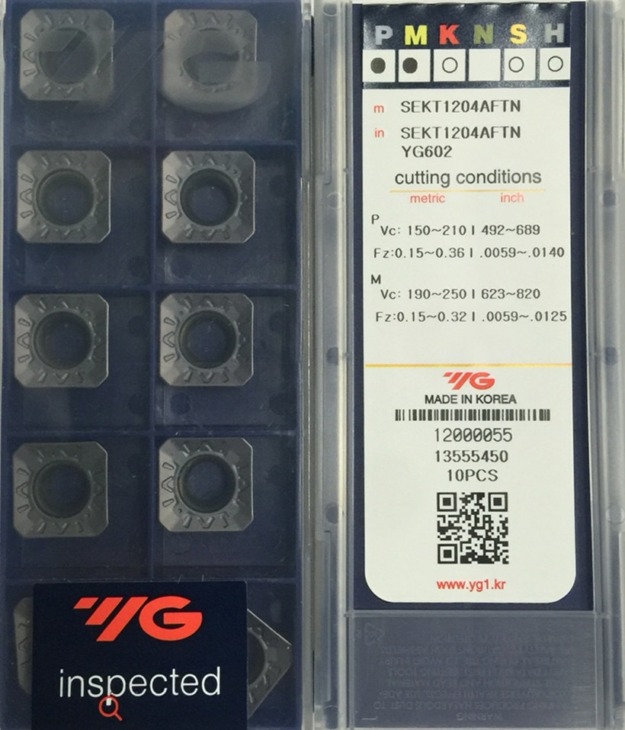 YG
inspected
P M K N S H
m SEKT1204AFTN
in SEKT1204AFTN
YG602
cutting conditions
metric inch
P
Vc: 150~210 | 492~689
Fz:0.15~0.36 | .0059~.0140
M
Vc: 190~250 | 623~820
Fz:0.15~0.32 | .0059~.0125
YG
MADE IN KOREA
12000055
13555450
10PCS
www.yg1.kr
WARNING